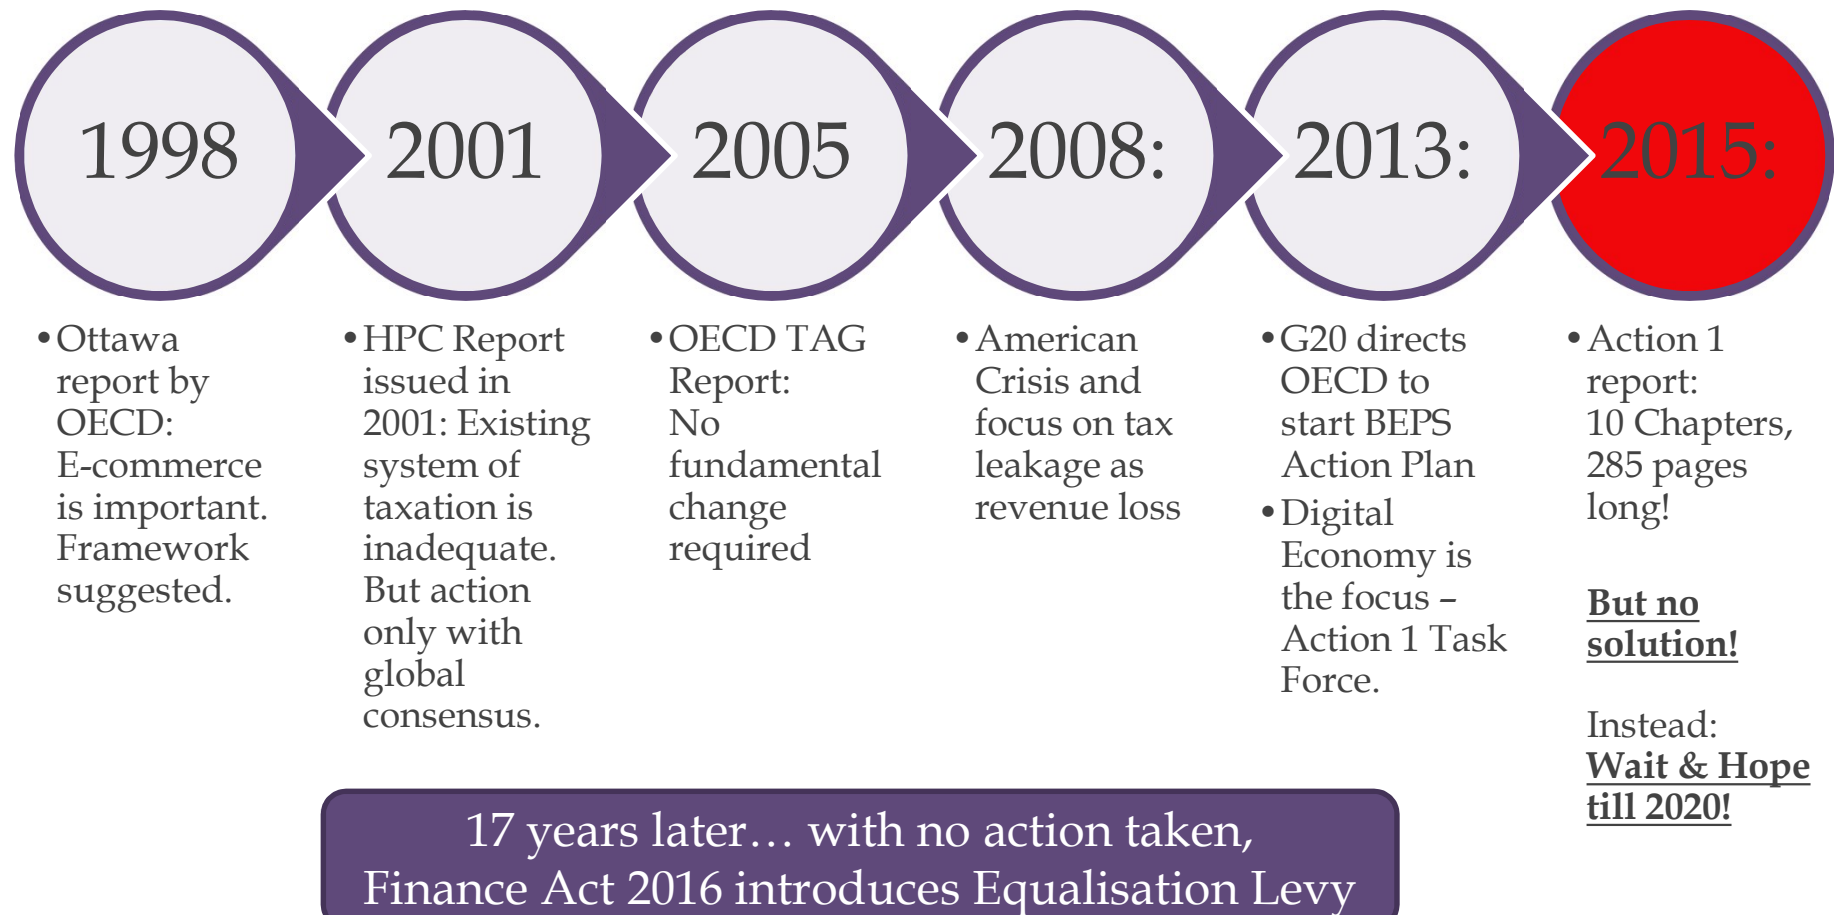 1998
2001
2005
2008:
2013:
2015:
•Ottawa
report by
OECD:
E-commerce
is important.
Framework
suggested.
•HPC Report
issued in
2001: Existing
system of
taxation is
inadequate.
But action
only with
global
consensus.
•OECD TAG
Report:
No
fundamental
change
required
•American
Crisis and
focus on tax
leakage as
revenue loss
•G20 directs
OECD to
start BEPS
Action Plan
•Digital
Economy is
the focus –
Action 1 Task
Force.
•Action 1
report:
10 Chapters,
285 pages
long!
But no
solution!
Instead:
Wait & Hope
till 2020!
17 years later… with no action taken,
Finance Act 2016 introduces Equalisation Levy